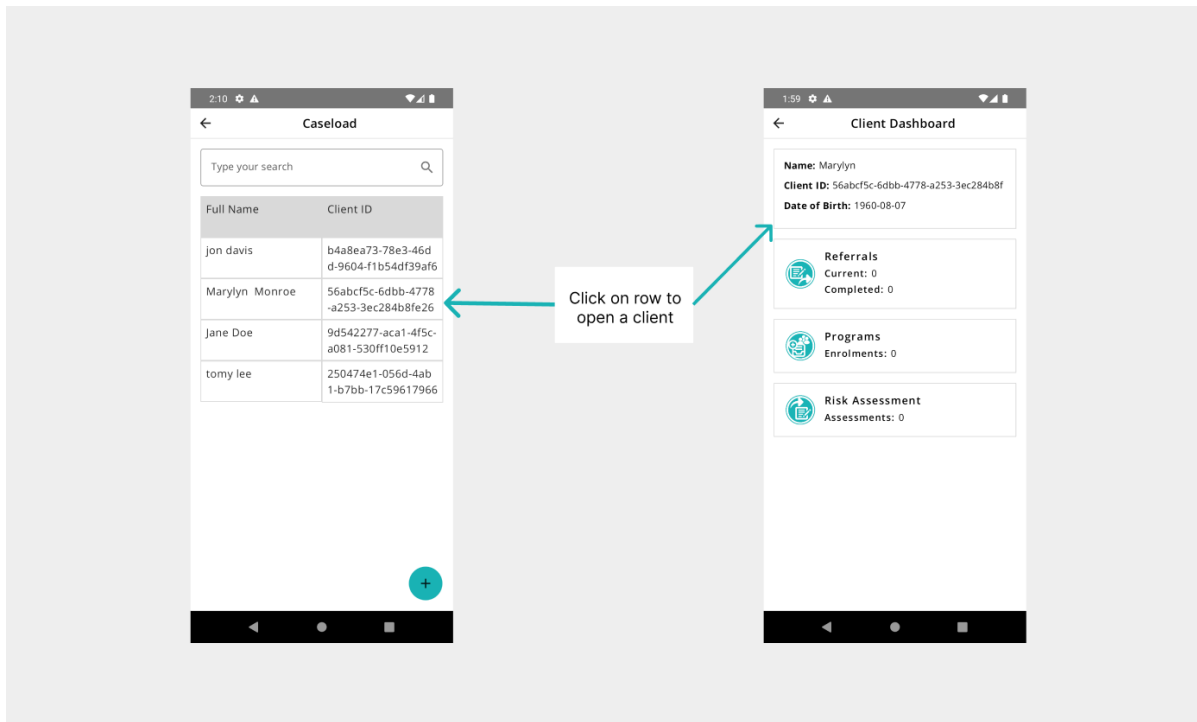 2:10
Caseload
Type your search
Full Name Client ID
jon davis b4a8ea73-78e3-46d
d-9604-f1b54df39af6
Marylyn Monroe 56abcf5c-6dbb-4778
-a253-3ec284b8fe26
Jane Doe 9d542277-aca1-4f5c-
a081-530ff10e5912
tomy lee 250474e1-056d-4ab
1-b7bb-17c59617966
Click on row to
open a client
1:59
Client Dashboard
Name: Marylyn
Client ID: 56abcf5c-6dbb-4778-a253-3ec284b8f
Date of Birth: 1960-08-07
Referrals
Current: 0
Completed: 0
Programs
Enrolments: 0
Risk Assessment
Assessments: 0